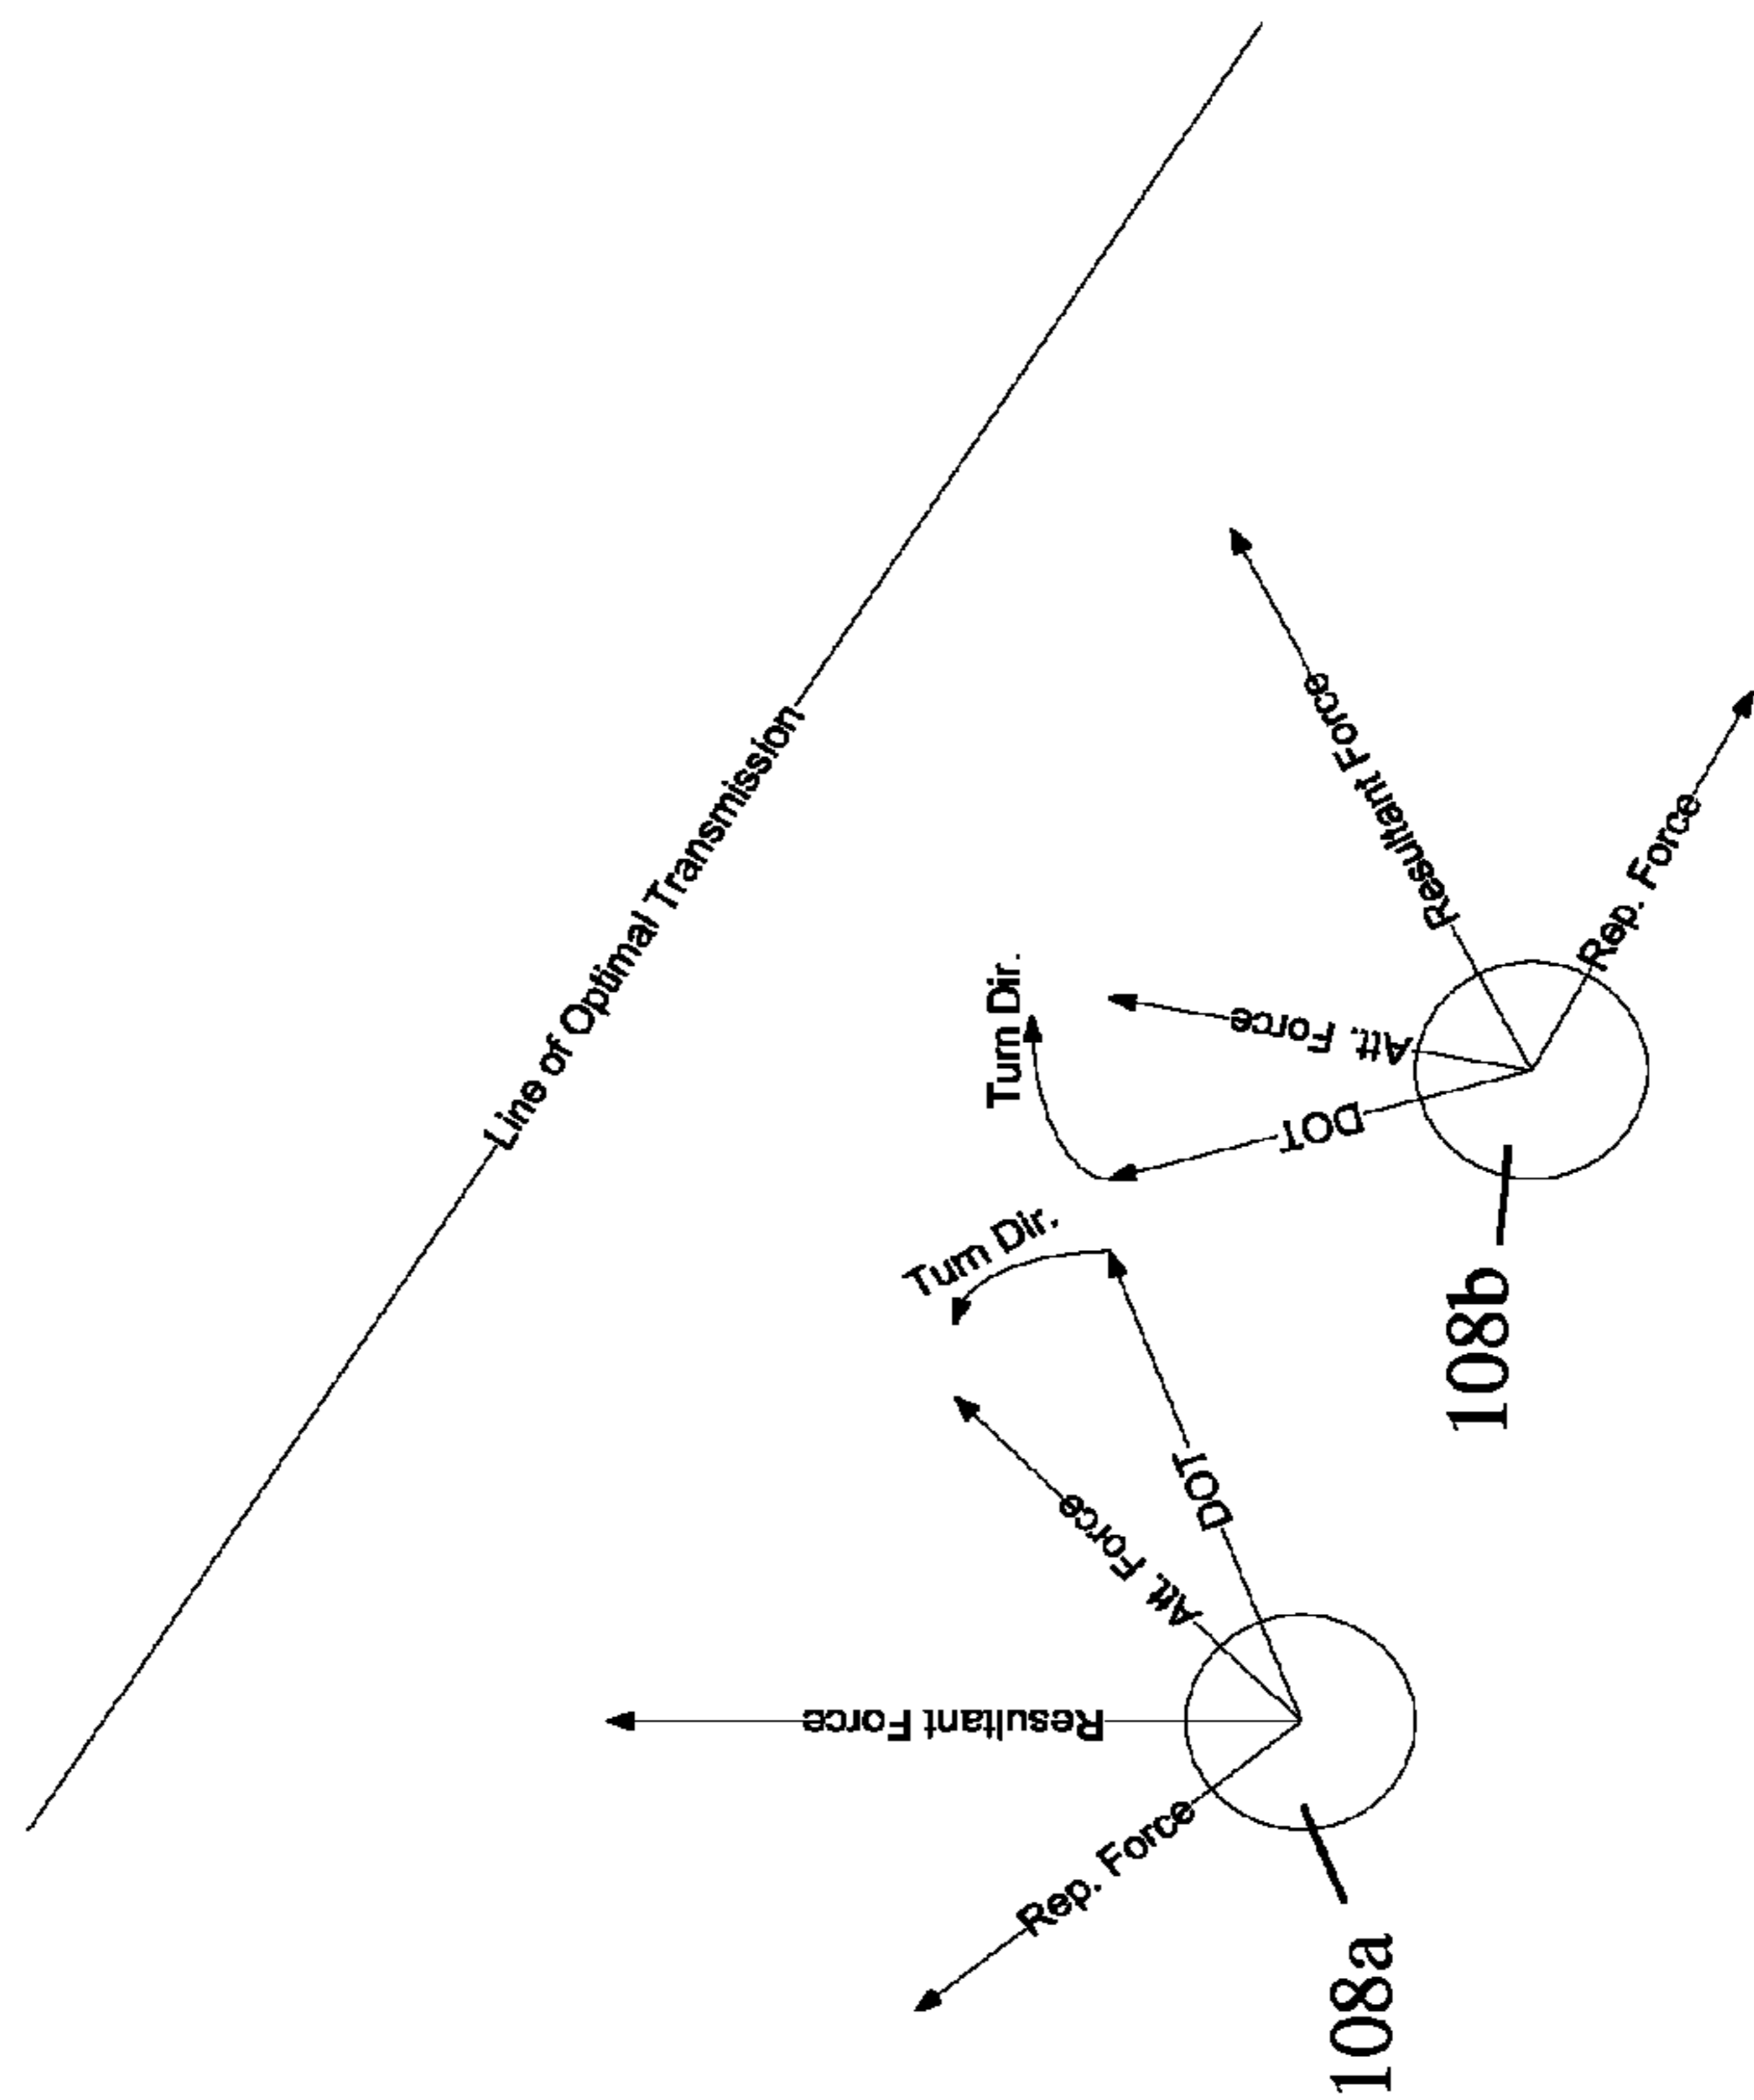 Line of Optimal Transmission
Turn Dir.
Resultant Force
Att. Force
DOT
Rep. Force
108b
Turn Dir.
DOT
Att. Force
Resultant Force
Rep. Force
108a